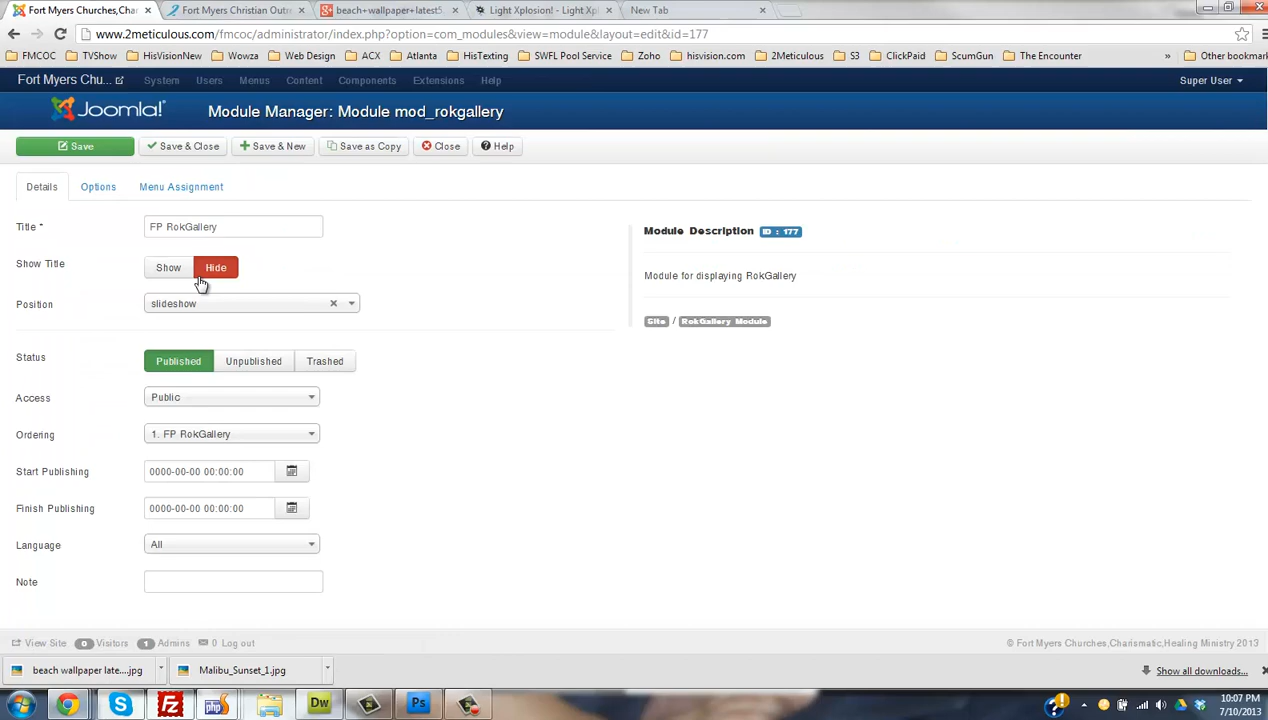 Fort Myers Churches,Char × Fort Myers Christian Outr × beach+wallpaper+latest5 × Light Xplosion! - Light Xp × New Tab ×
www.2meticulous.com/fmcoc/administrator/index.php?option=com_modules&view=module&layout=edit&id=177
FMCOC TVShow HisVisionNew Wowza Web Design ACX Atlanta HisTexting SWFL Pool Service Zoho hisvision.com 2Meticulous S3 ClickPaid ScumGun The Encounter » Other bookmark
Fort Myers Chu... System Users Menus Content Components Extensions Help Super User
Joomla! Module Manager: Module mod_rokgallery
Save Save & Close Save & New Save as Copy Close Help
Details Options Menu Assignment
Title * FP RokGallery
Module Description ID : 177
Show Title Show Hide
Module for displaying RokGallery
Position slideshow
Site / RokGallery Module
Status Published Unpublished Trashed
Access Public
Ordering 1. FP RokGallery
Start Publishing 0000-00-00 00:00:00
Finish Publishing 0000-00-00 00:00:00
Language All
Note
View Site 0 Visitors 1 Admins 0 Log out © Fort Myers Churches,Charismatic,Healing Ministry 2013
beach wallpaper late....jpg Malibu_Sunset_1.jpg Show all downloads...
Dw Ps 10:07 PM
7/10/2013